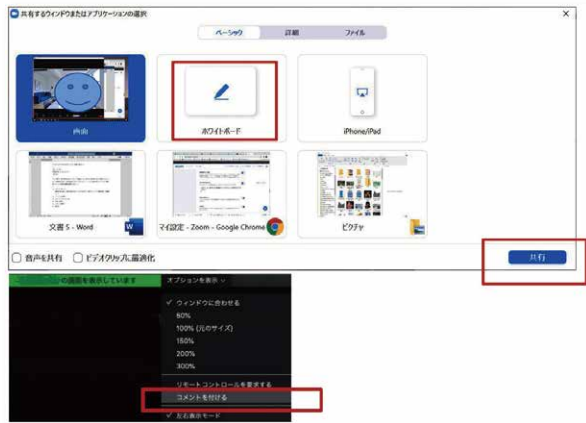 共有するウィンドウまたはアプリケーションの選択
ベーシック 詳細 ファイル
画面 ホワイトボード iPhone/iPad
文書 5 - Word マイ設定 - Zoom - Google Chrome ピクチャ
音声を共有 ビデオクリップに最適化 共有
の画面を表示しています オプションを表示
ウィンドウに合わせる
50%
100% (元のサイズ)
150%
200%
300%
リモートコントロールを要求する
コメントを付ける
左右表示モード